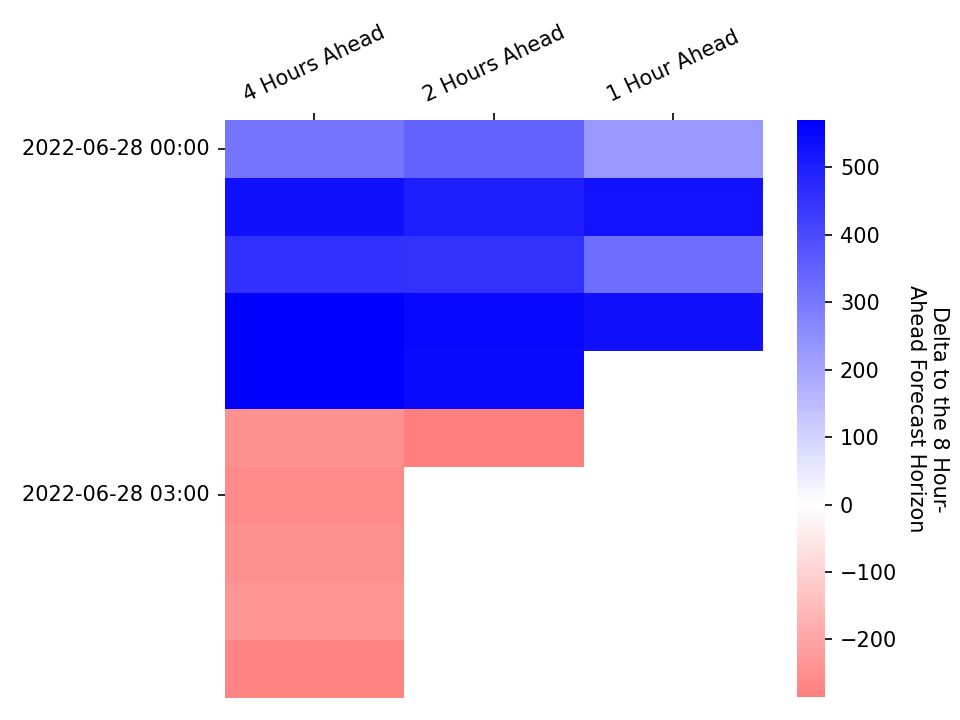 4 Hours Ahead
2 Hours Ahead
1 Hour Ahead
2022-06-28 00:00
2022-06-28 03:00
500
400
300
200
100
0
−100
−200
Delta to the 8 Hour-
Ahead Forecast Horizon